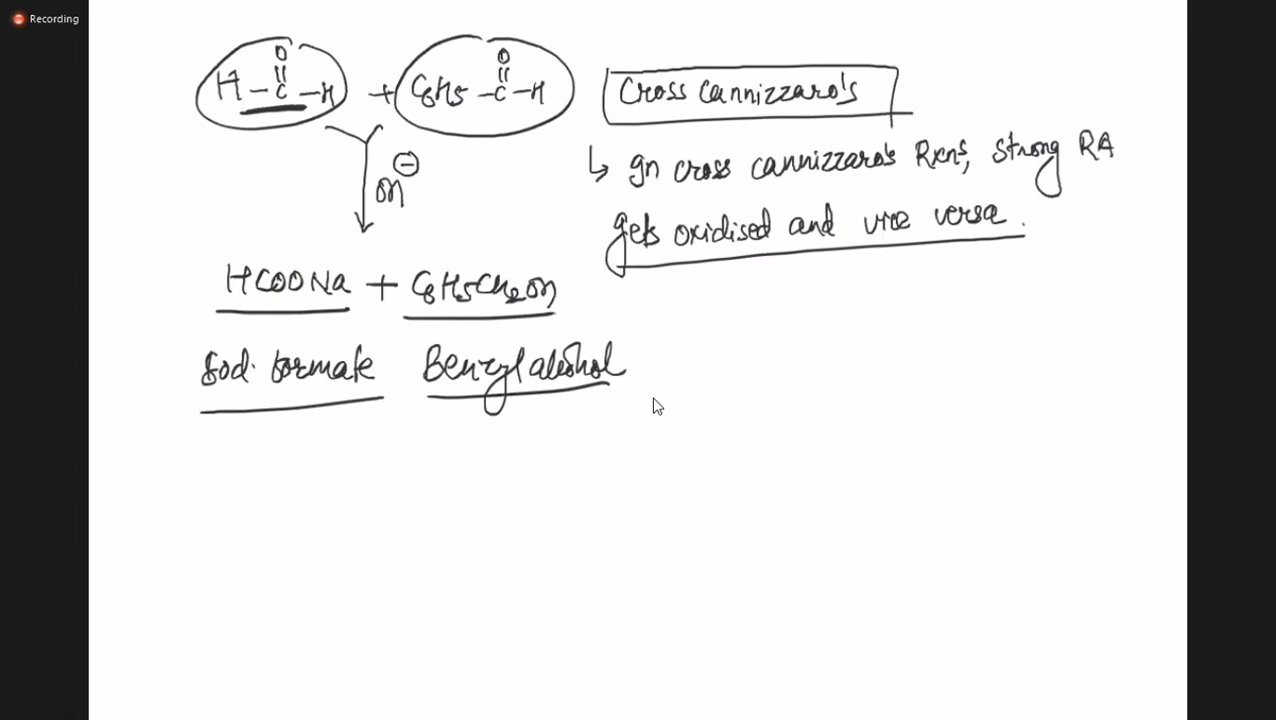 Recording
O O
H - C - H + C6H5 - C - H
Cross Cannizzaro's
↳ In cross cannizzaro's Rxns, strong RA
gets oxidised and vice versa.
OH ⊖
HCOONa + C6H5CH2OH
Sod. formate Benzyl alcohol